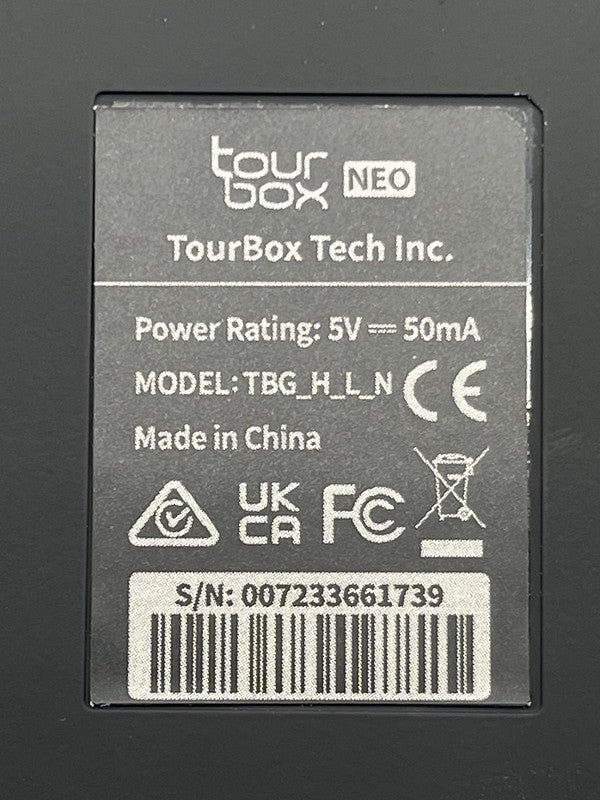 tour
box NEO
TourBox Tech Inc.
Power Rating: 5V ⎓ 50mA
MODEL: TBG_H_L_N CE
Made in China
UK
CA FC
S/N: 007233661739